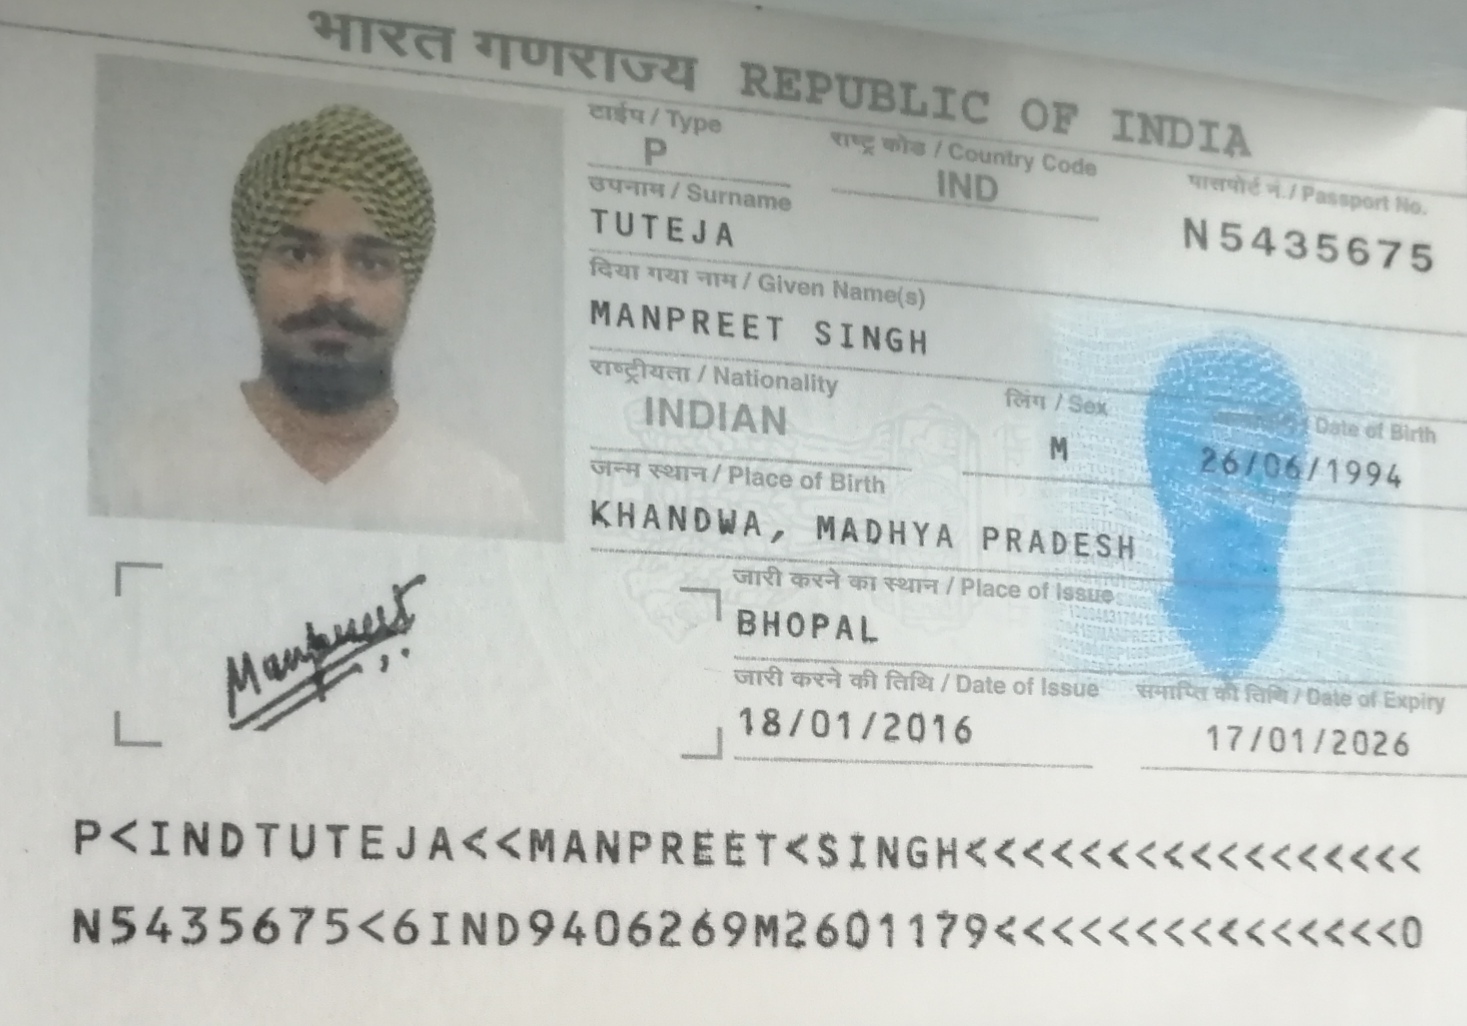 भारत गणराज्य REPUBLIC OF INDIA
टाईप / Type
राष्ट्र कोड / Country Code
पासपोर्ट नं. / Passport No.
P
IND
N5435675
उपनाम / Surname
TUTEJA
दिया गया नाम / Given Name(s)
MANPREET SINGH
राष्ट्रीयता / Nationality
लिंग / Sex
/ Date of Birth
INDIAN
M
26/06/1994
जन्म स्थान / Place of Birth
KHANDWA, MADHYA PRADESH
जारी करने का स्थान / Place of Issue
BHOPAL
Manpreet
जारी करने की तिथि / Date of Issue
समाप्ति की तिथि / Date of Expiry
18/01/2016
17/01/2026
P<INDTUTEJA<<MANPREET<SINGH<<<<<<<<<<<<<<<<<
N5435675<6IND9406269M2601179<<<<<<<<<<<<<<<0